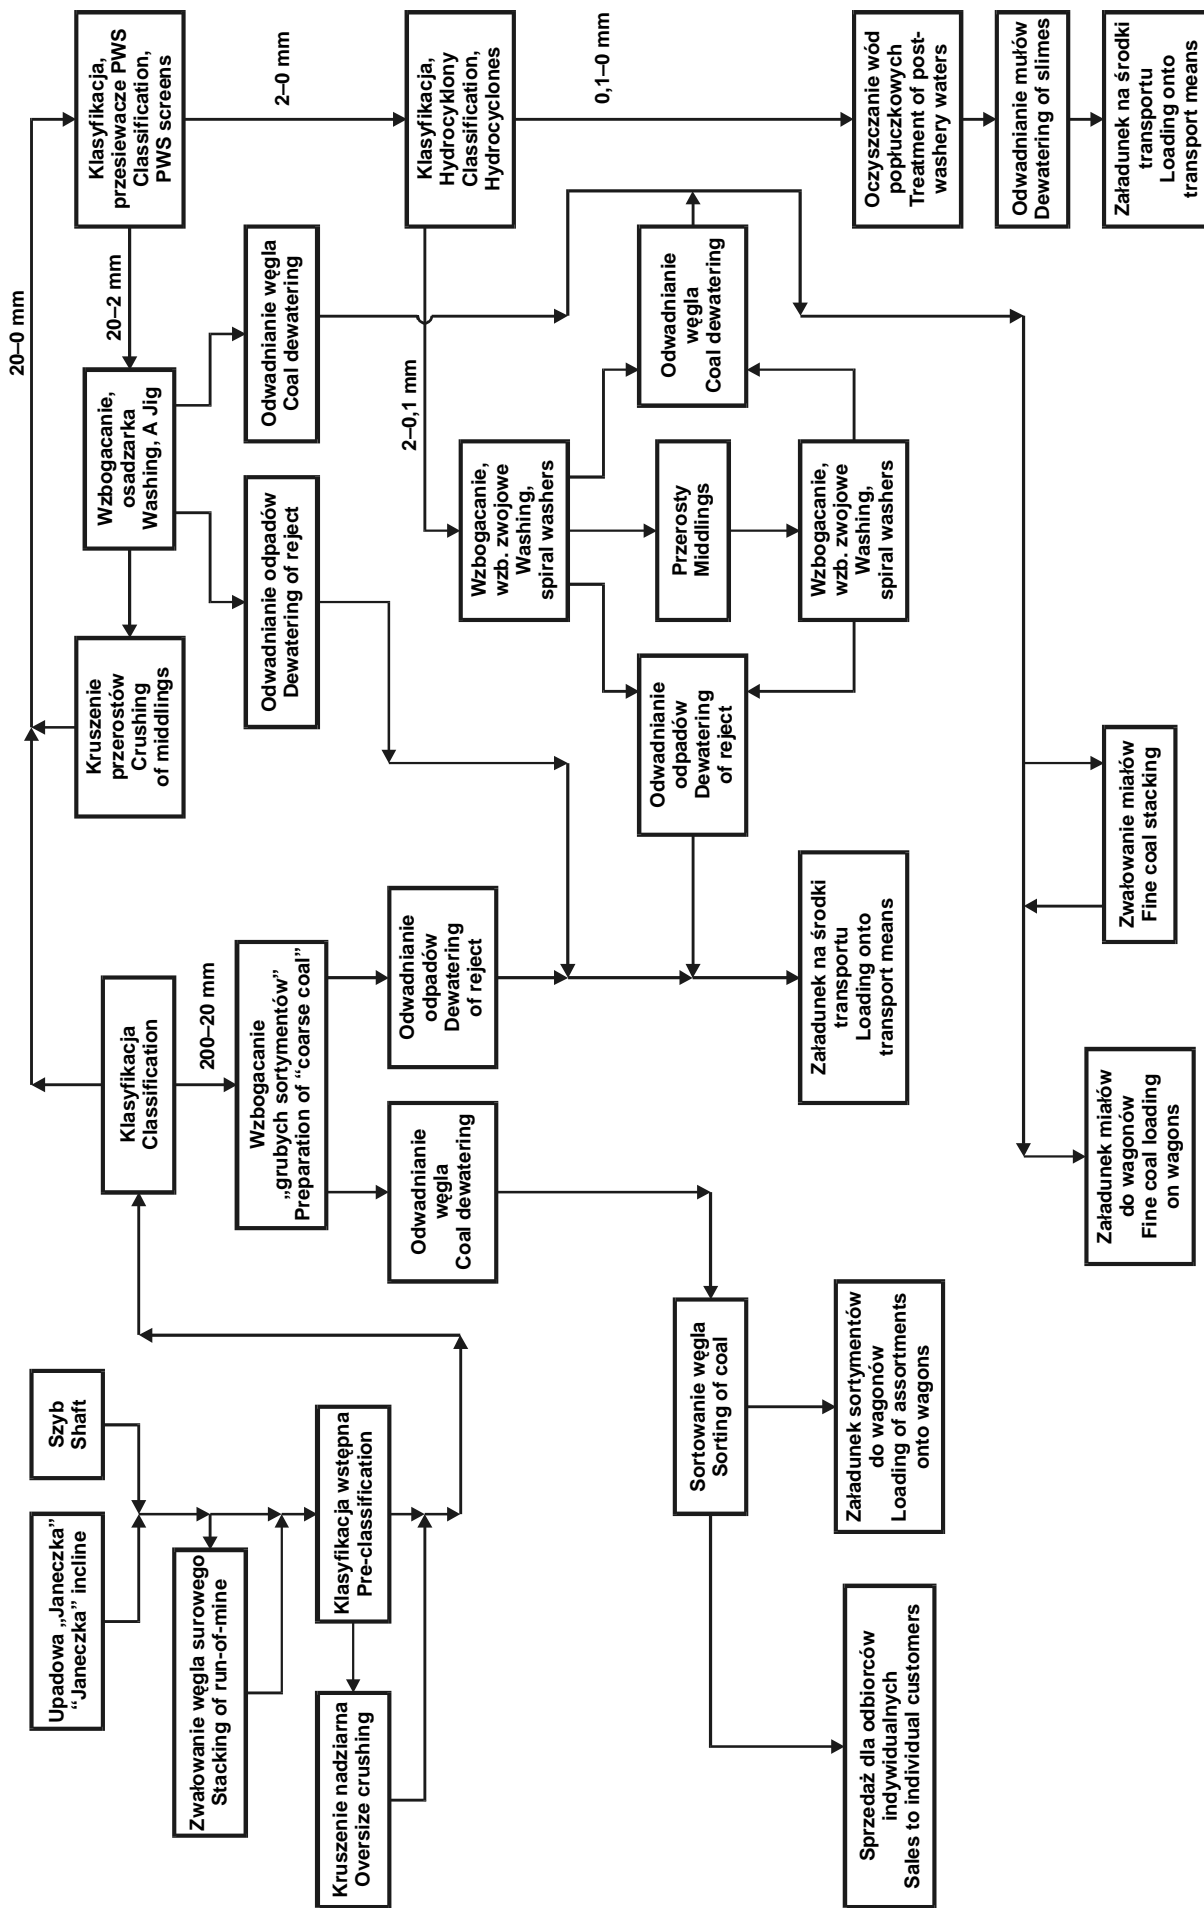 Upadowa „Janeczka”
“Janeczka” incline
Szyb
Shaft
Zwałowanie węgla surowego
Stacking of run-of-mine
Klasyfikacja wstępna
Pre-classification
Kruszenie nadziarna
Oversize crushing
Klasyfikacja
Classification
200–20 mm
Wzbogacanie
„grubych sortymentów”
Preparation of “coarse coal”
Odwadnianie
węgla
Coal dewatering
Odwadnianie
odpadów
Dewatering
of reject
Sortowanie węgla
Sorting of coal
Sprzedaż dla odbiorców
indywidualnych
Sales to individual customers
Załadunek sortymentów
do wagonów
Loading of assortments
onto wagons
Załadunek na środki
transportu
Loading onto
transport means
20–0 mm
Kruszenie
przerostów
Crushing
of middlings
Wzbogacanie,
osadzarka
Washing, A Jig
20–2 mm
Klasyfikacja,
przesiewacze PWS
Classification,
PWS screens
Odwadnianie odpadów
Dewatering of reject
Odwadnianie węgla
Coal dewatering
2–0 mm
Klasyfikacja,
Hydrocyklony
Classification,
Hydrocyclones
2–0,1 mm
Wzbogacanie,
wzb. zwojowe
Washing,
spiral washers
Odwadnianie
odpadów
Dewatering
of reject
Przerosty
Middlings
Odwadnianie
węgla
Coal dewatering
Wzbogacanie,
wzb. zwojowe
Washing,
spiral washers
0,1–0 mm
Oczyszczanie wód
popłuczkowych
Treatment of post-
washery waters
Odwadnianie mułów
Dewatering of slimes
Załadunek na środki
transportu
Loading onto
transport means
Załadunek miałów
do wagonów
Fine coal loading
on wagons
Zwałowanie miałów
Fine coal stacking